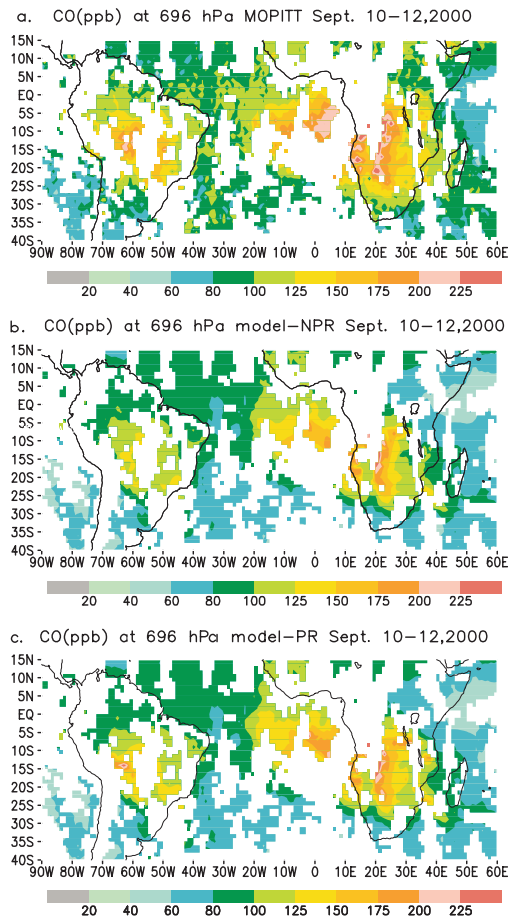 a. CO(ppb) at 696 hPa MOPITT Sept. 10−12,2000
15N
10N
5N
EQ
5S
10S
15S
20S
25S
30S
35S
40S
90W 80W 70W 60W 50W 40W 30W 20W 10W 0 10E 20E 30E 40E 50E 60E
20 40 60 80 100 125 150 175 200 225
b. CO(ppb) at 696 hPa model−NPR Sept. 10−12,2000
15N
10N
5N
EQ
5S
10S
15S
20S
25S
30S
35S
40S
90W 80W 70W 60W 50W 40W 30W 20W 10W 0 10E 20E 30E 40E 50E 60E
20 40 60 80 100 125 150 175 200 225
c. CO(ppb) at 696 hPa model−PR Sept. 10−12,2000
15N
10N
5N
EQ
5S
10S
15S
20S
25S
30S
35S
40S
90W 80W 70W 60W 50W 40W 30W 20W 10W 0 10E 20E 30E 40E 50E 60E
20 40 60 80 100 125 150 175 200 225